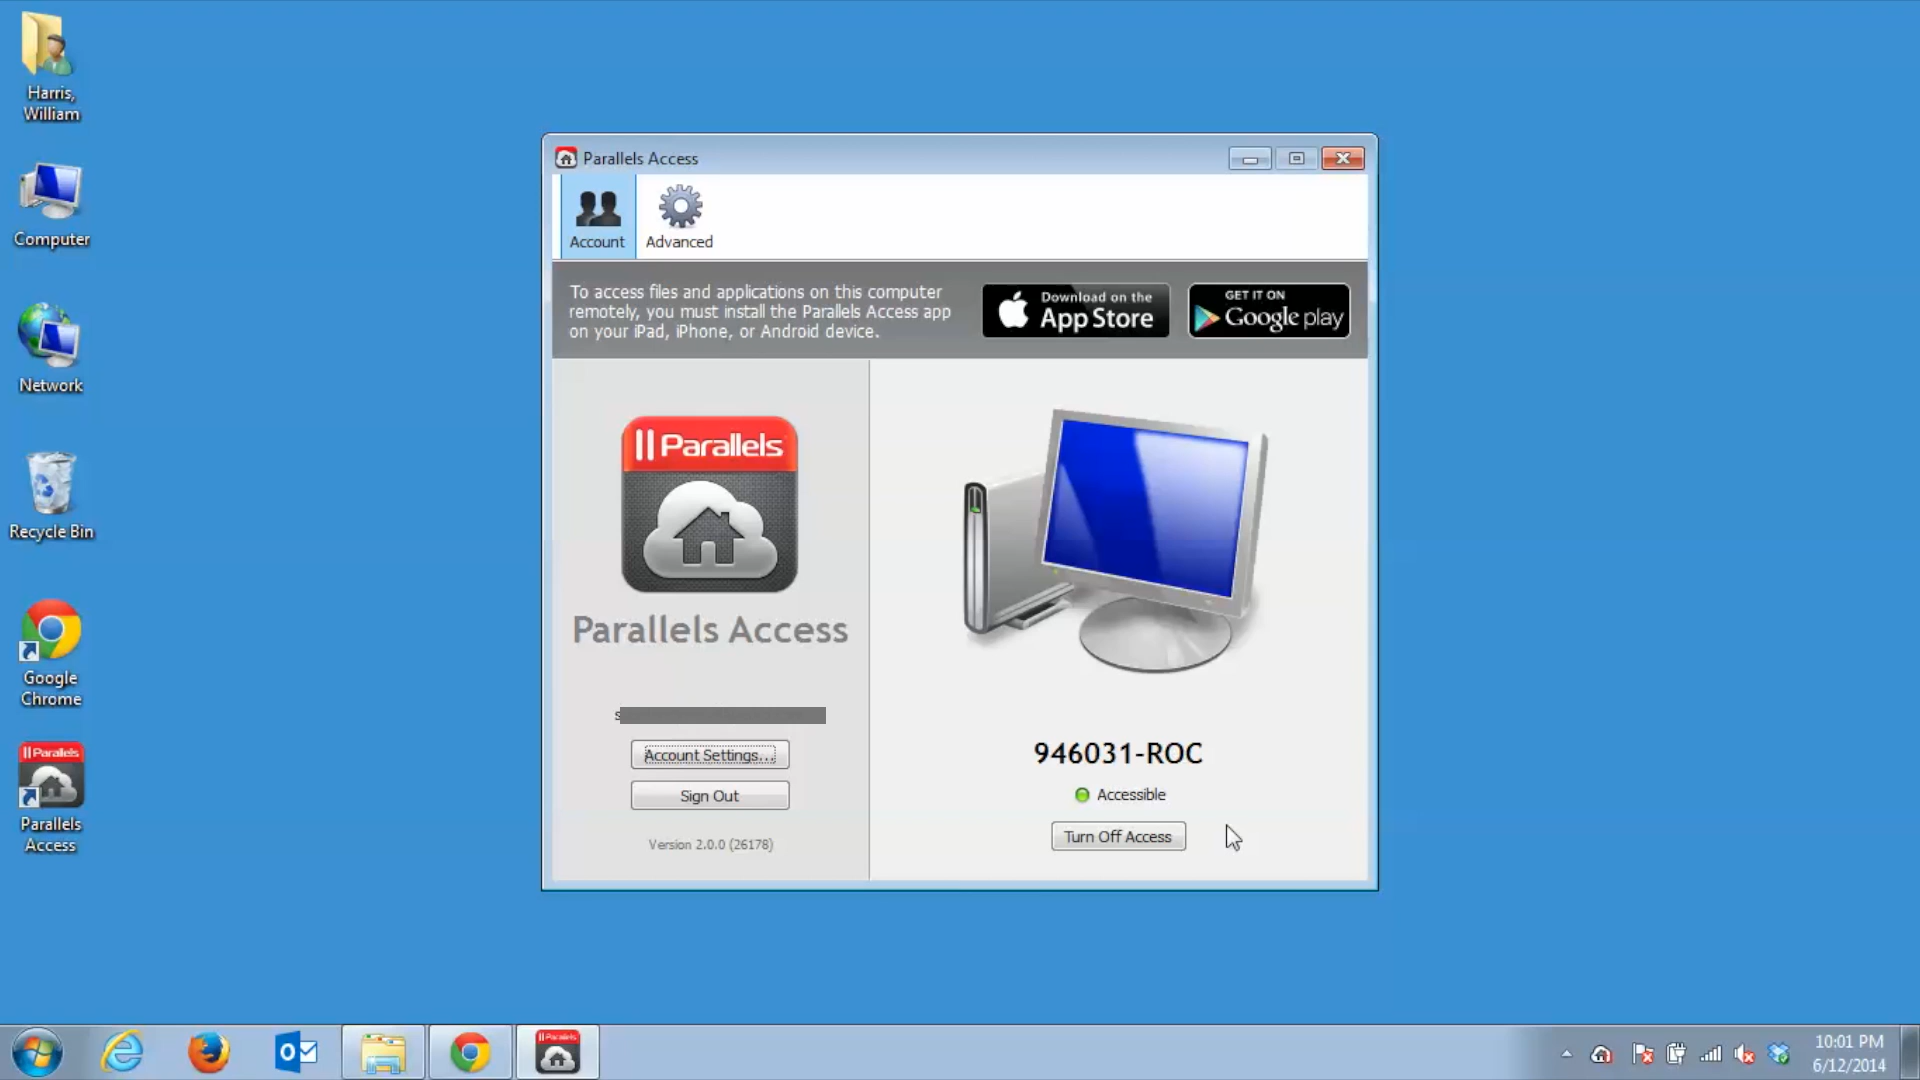 Harris,
William
Computer
Network
Recycle Bin
Google
Chrome
Parallels
Parallels
Access
Parallels Access
Account
Advanced
To access files and applications on this computer
remotely, you must install the Parallels Access app
on your iPad, iPhone, or Android device.
Download on the
App Store
GET IT ON
Google play
Parallels
Parallels Access
s
Account Settings...
Sign Out
Version 2.0.0 (26178)
946031-ROC
Accessible
Turn Off Access
Parallels
10:01 PM
6/12/2014